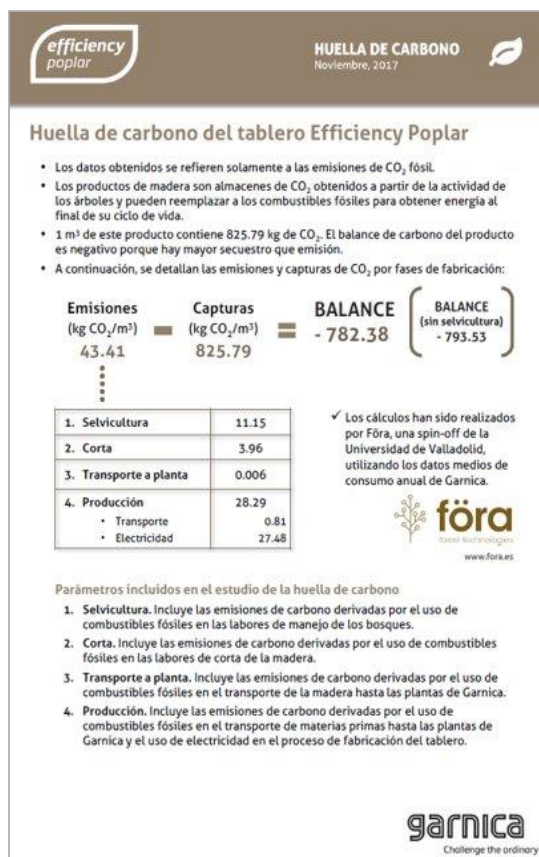 efficiency
poplar
HUELLA DE CARBONO
Noviembre, 2017
Huella de carbono del tablero Efficiency Poplar
• Los datos obtenidos se refieren solamente a las emisiones de CO₂ fósil.
• Los productos de madera son almacenes de CO₂ obtenidos a partir de la actividad de
los árboles y pueden reemplazar a los combustibles fósiles para obtener energía al
final de su ciclo de vida.
• 1 m³ de este producto contiene 825.79 kg de CO₂. El balance de carbono del producto
es negativo porque hay mayor secuestro que emisión.
• A continuación, se detallan las emisiones y capturas de CO₂ por fases de fabricación:
Emisiones
(kg CO₂/m³)
43.41
−
Capturas
(kg CO₂/m³)
825.79
=
BALANCE
- 782.38
BALANCE
(sin selvicultura)
- 793.53
1. Selvicultura 11.15
2. Corta 3.96
3. Transporte a planta 0.006
4. Producción 28.29
• Transporte 0.81
• Electricidad 27.48
✓ Los cálculos han sido realizados
por Föra, una spin-off de la
Universidad de Valladolid,
utilizando los datos medios de
consumo anual de Garnica.
föra
forest technologies
www.fora.es
Parámetros incluidos en el estudio de la huella de carbono
1. Selvicultura. Incluye las emisiones de carbono derivadas por el uso de
combustibles fósiles en las labores de manejo de los bosques.
2. Corta. Incluye las emisiones de carbono derivadas por el uso de combustibles
fósiles en las labores de corta de la madera.
3. Transporte a planta. Incluye las emisiones de carbono derivadas por el uso de
combustibles fósiles en el transporte de la madera hasta las plantas de Garnica.
4. Producción. Incluye las emisiones de carbono derivadas por el uso de
combustibles fósiles en el transporte de materias primas hasta las plantas de
Garnica y el uso de electricidad en el proceso de fabricación del tablero.
garnica
Challenge the ordinary